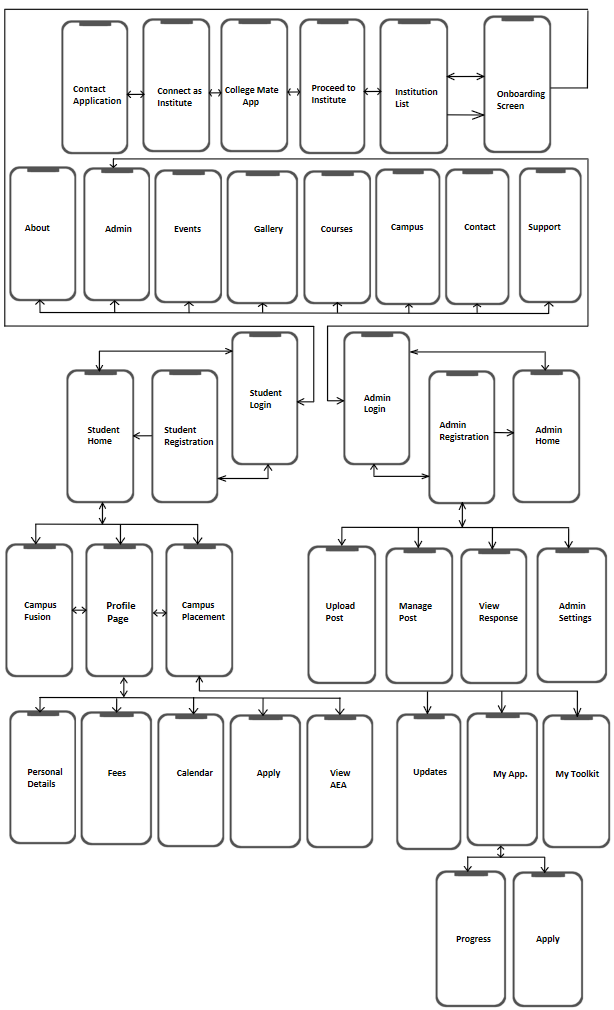 Contact
Application
Connect as
Institute
College Mate
App
Proceed to
Institute
Institution
List
Onboarding
Screen
About
Admin
Events
Gallery
Courses
Campus
Contact
Support
Student
Login
Admin
Login
Student
Home
Student
Registration
Admin
Registration
Admin
Home
Campus
Fusion
Profile
Page
Campus
Placement
Upload
Post
Manage
Post
View
Response
Admin
Settings
Personal
Details
Fees
Calendar
Apply
View
AEA
Updates
My App.
My Toolkit
Progress
Apply